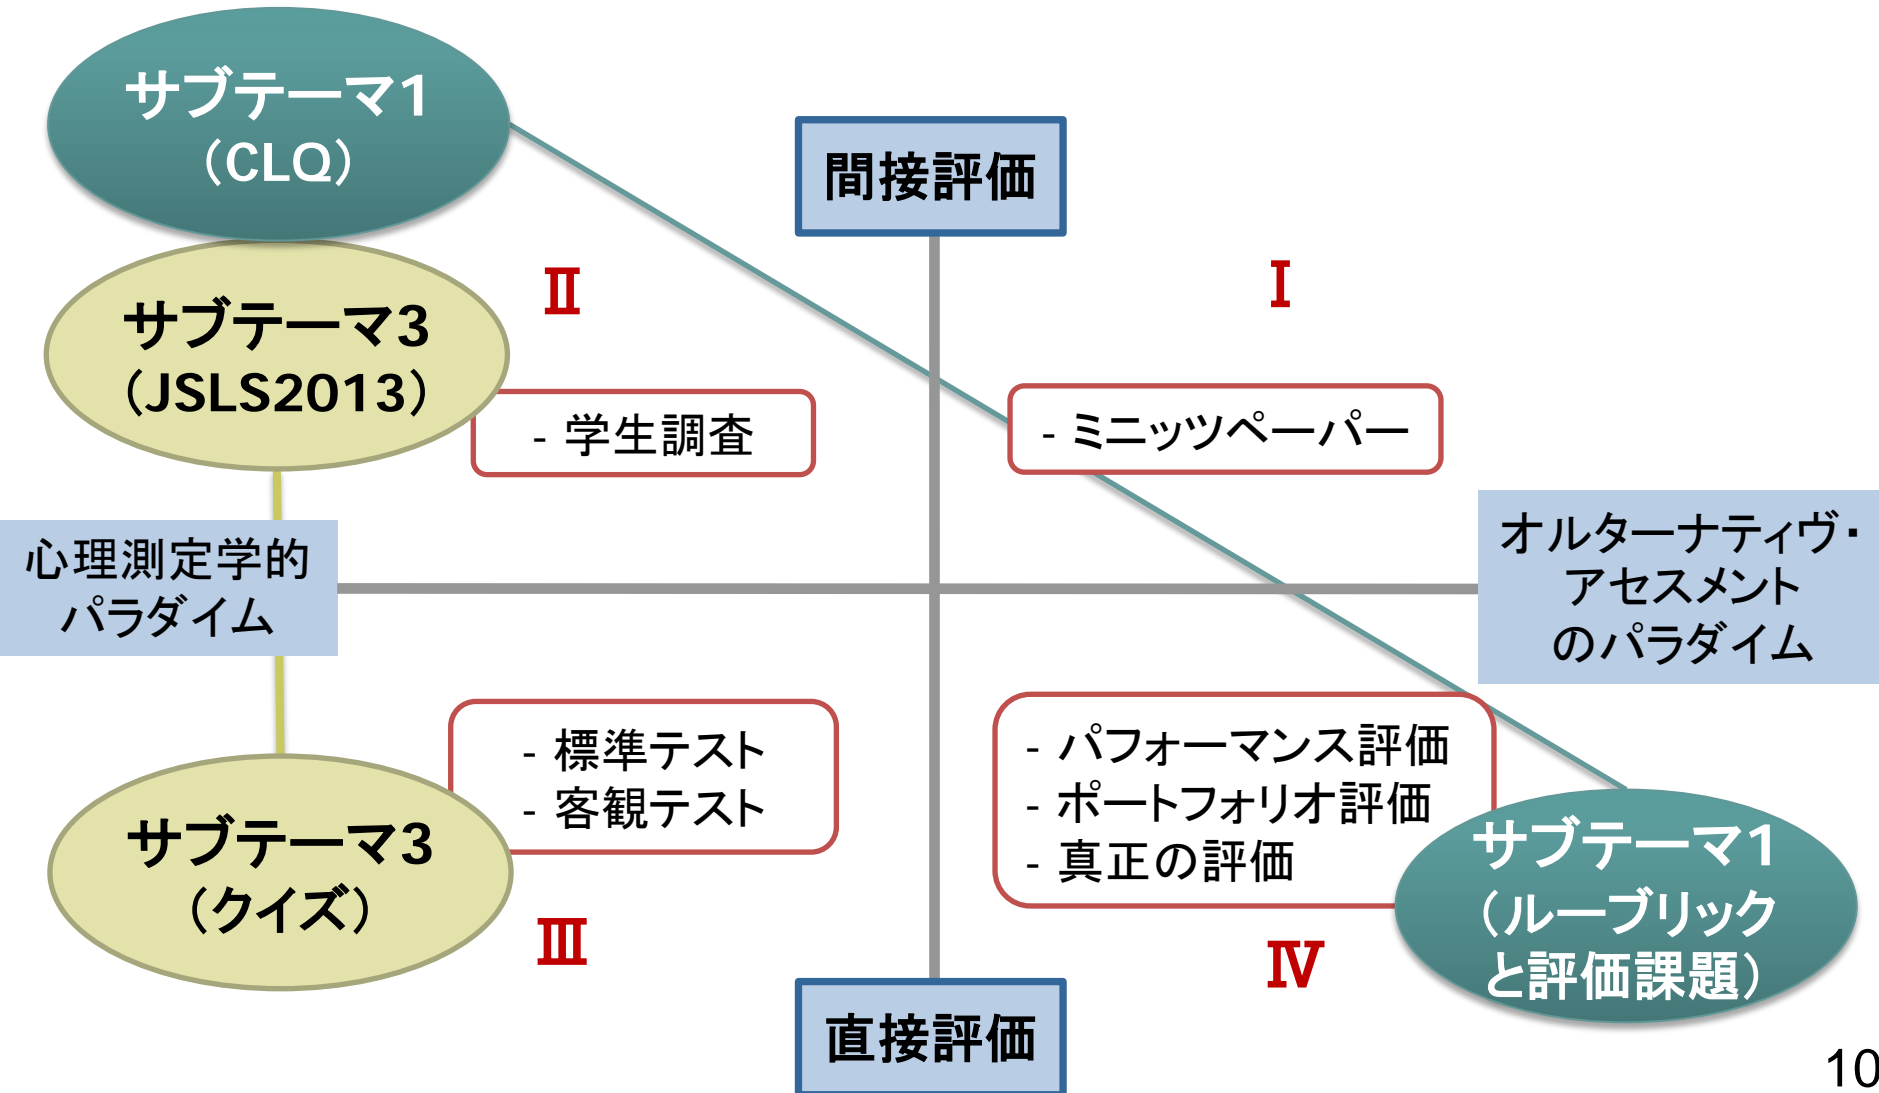 サブテーマ1
（CLQ）
間接評価
Ⅱ
Ⅰ
サブテーマ3
（JSLS2013）
- 学生調査
- ミニッツペーパー
心理測定学的
パラダイム
オルターナティヴ・
アセスメント
のパラダイム
- 標準テスト
- 客観テスト
- パフォーマンス評価
- ポートフォリオ評価
- 真正の評価
サブテーマ3
（クイズ）
サブテーマ1
（ルーブリック
と評価課題）
Ⅲ
Ⅳ
直接評価
10